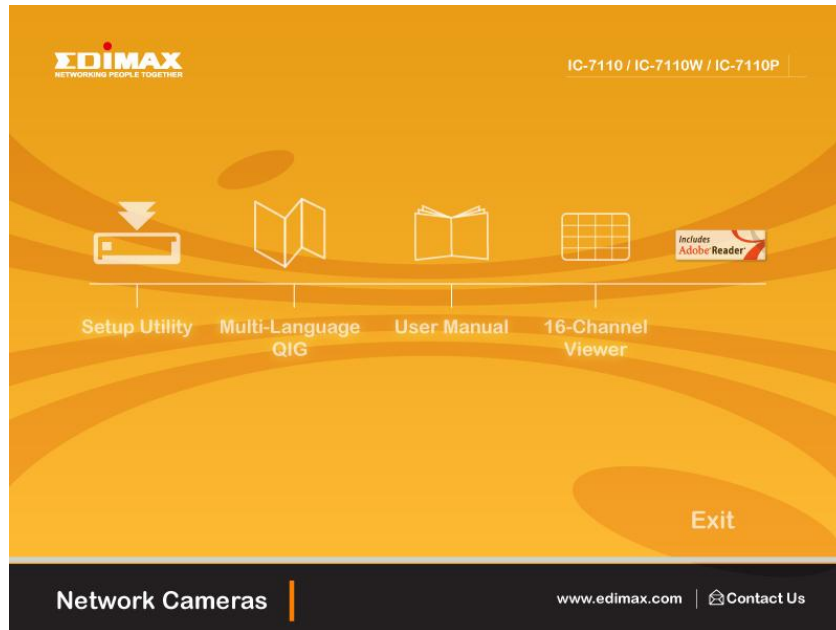 EDIMAX
NETWORKING PEOPLE TOGETHER
IC-7110 / IC-7110W / IC-7110P
Includes
Adobe Reader
Setup Utility
Multi-Language
QIG
User Manual
16-Channel
Viewer
Exit
Network Cameras
www.edimax.com
Contact Us